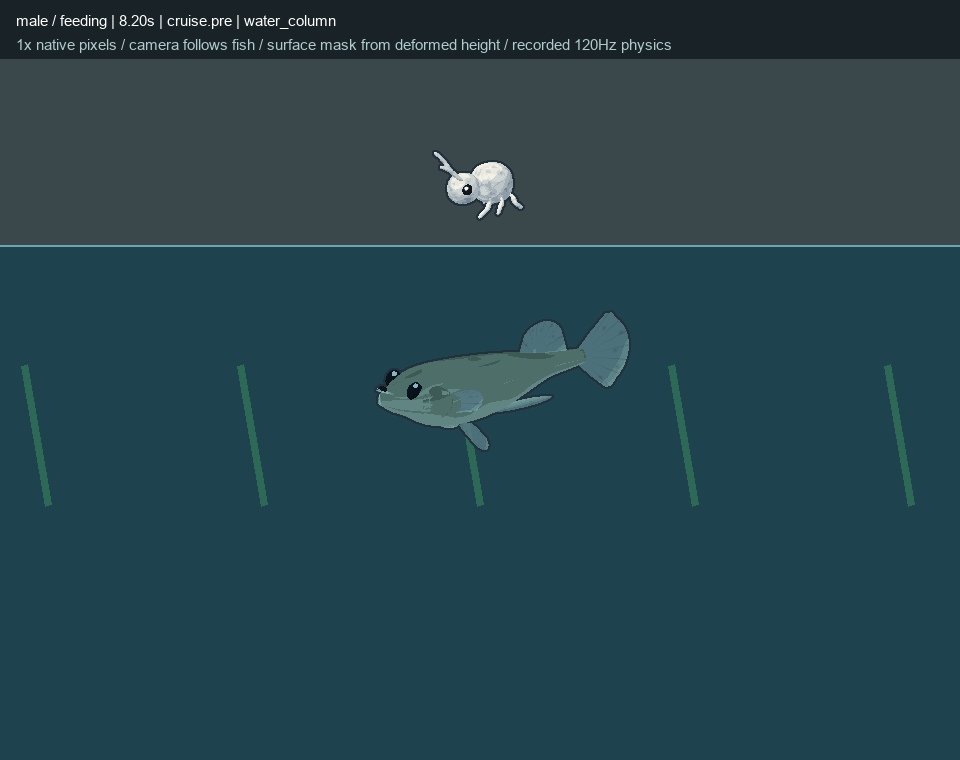 male / feeding | 8.20s | cruise.pre | water_column
1x native pixels / camera follows fish / surface mask from deformed height / recorded 120Hz physics